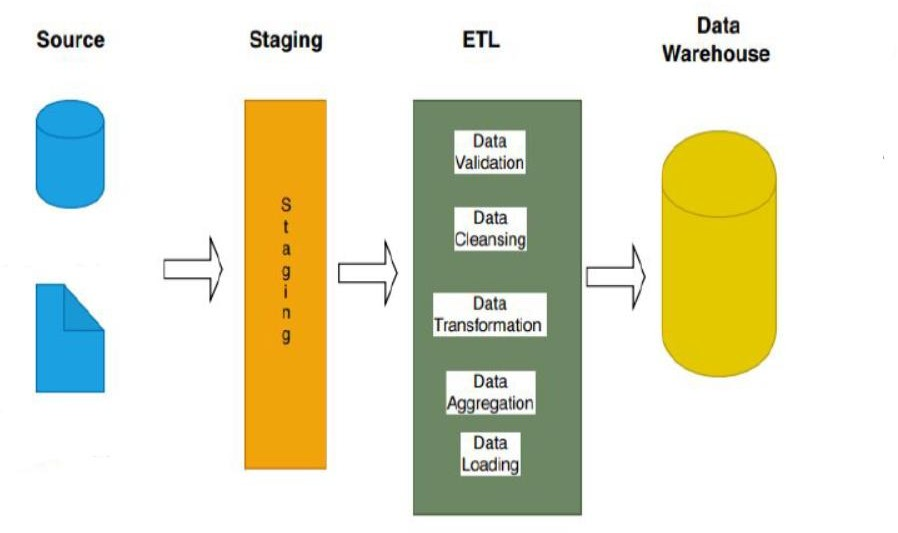 Source
Staging
ETL
Data
Warehouse
S
t
a
g
i
n
g
Data
Validation
Data
Cleansing
Data
Transformation
Data
Aggregation
Data
Loading